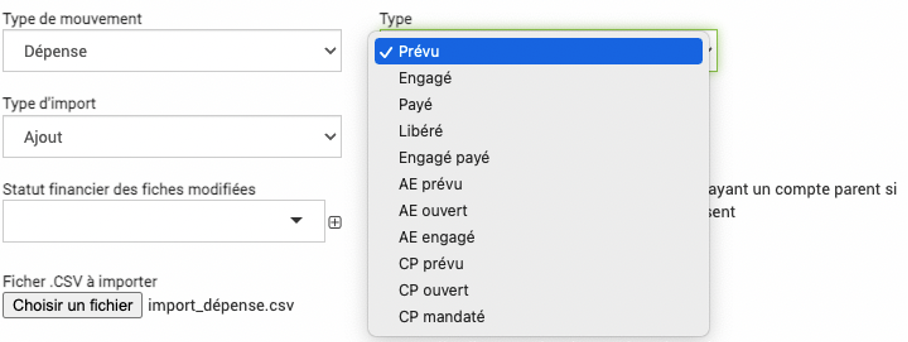 Type de mouvement
Type
Dépense
Prévu
Engagé
Payé
Libéré
Engagé payé
AE prévu
AE ouvert
AE engagé
CP prévu
CP ouvert
CP mandaté
Type d'import
Ajout
Statut financier des fiches modifiées
ayant un compte parent si
sent
Ficher .CSV à importer
Choisir un fichier import_dépense.csv